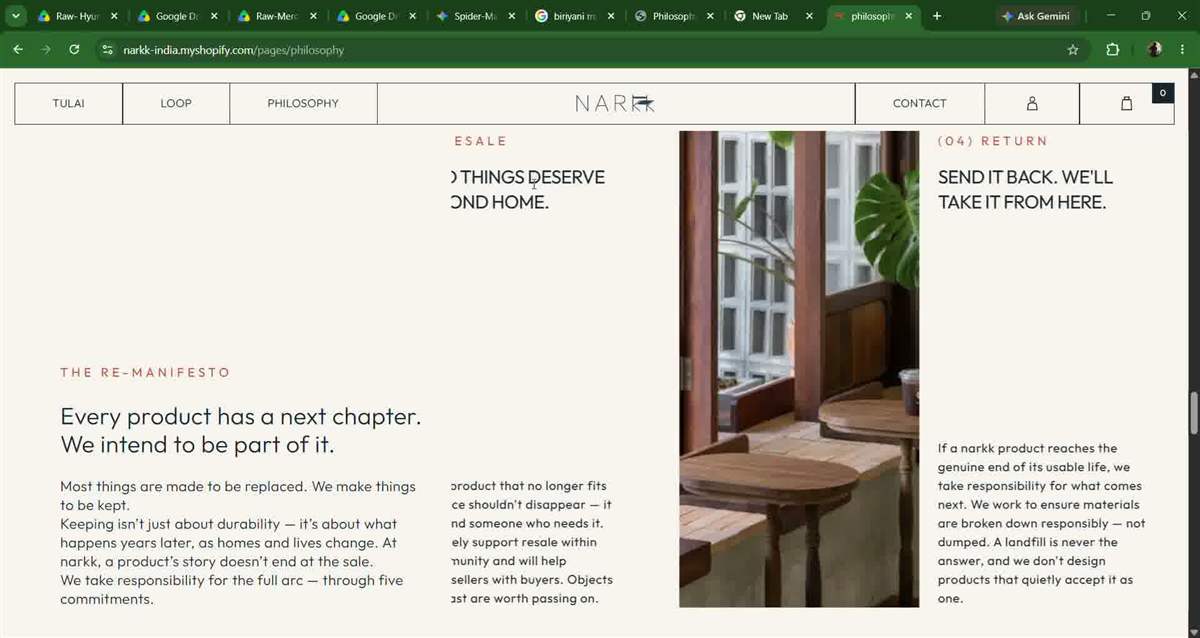 Raw- Hyu
Google D
Raw-Merc
Google D
Spider-Ma
biriyani m
Philosoph
New Tab
philosoph
Ask Gemini
narkk-india.myshopify.com/pages/philosophy
TULAI
LOOP
PHILOSOPHY
NARKK
CONTACT
0
THE RE-MANIFESTO
Every product has a next chapter.
We intend to be part of it.
Most things are made to be replaced. We make things
to be kept.
Keeping isn't just about durability — it's about what
happens years later, as homes and lives change. At
narkk, a product's story doesn't end at the sale.
We take responsibility for the full arc — through five
commitments.
ESALE
THINGS DESERVE
OND HOME.
product that no longer fits
ce shouldn't disappear — it
nd someone who needs it.
ely support resale within
munity and will help
sellers with buyers. Objects
ast are worth passing on.
(04) RETURN
SEND IT BACK. WE'LL
TAKE IT FROM HERE.
If a narkk product reaches the
genuine end of its usable life, we
take responsibility for what comes
next. We work to ensure materials
are broken down responsibly — not
dumped. A landfill is never the
answer, and we don't design
products that quietly accept it as
one.